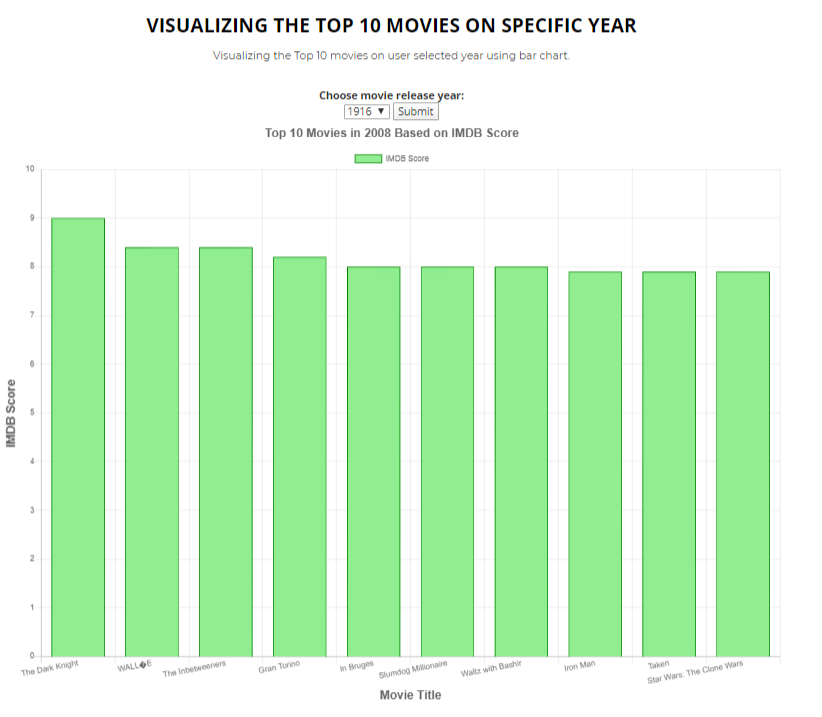 VISUALIZING THE TOP 10 MOVIES ON SPECIFIC YEAR
Visualizing the Top 10 movies on user selected year using bar chart.
Choose movie release year:
1916 ▼ Submit
Top 10 Movies in 2008 Based on IMDB Score
IMDB Score
10
9
8
7
6
5
4
3
2
1
0
IMDB Score
The Dark Knight
WALL�E
The Inbetweeners
Gran Torino
In Bruges
Slumdog Millionaire
Waltz with Bashir
Iron Man
Taken
Star Wars: The Clone Wars
Movie Title